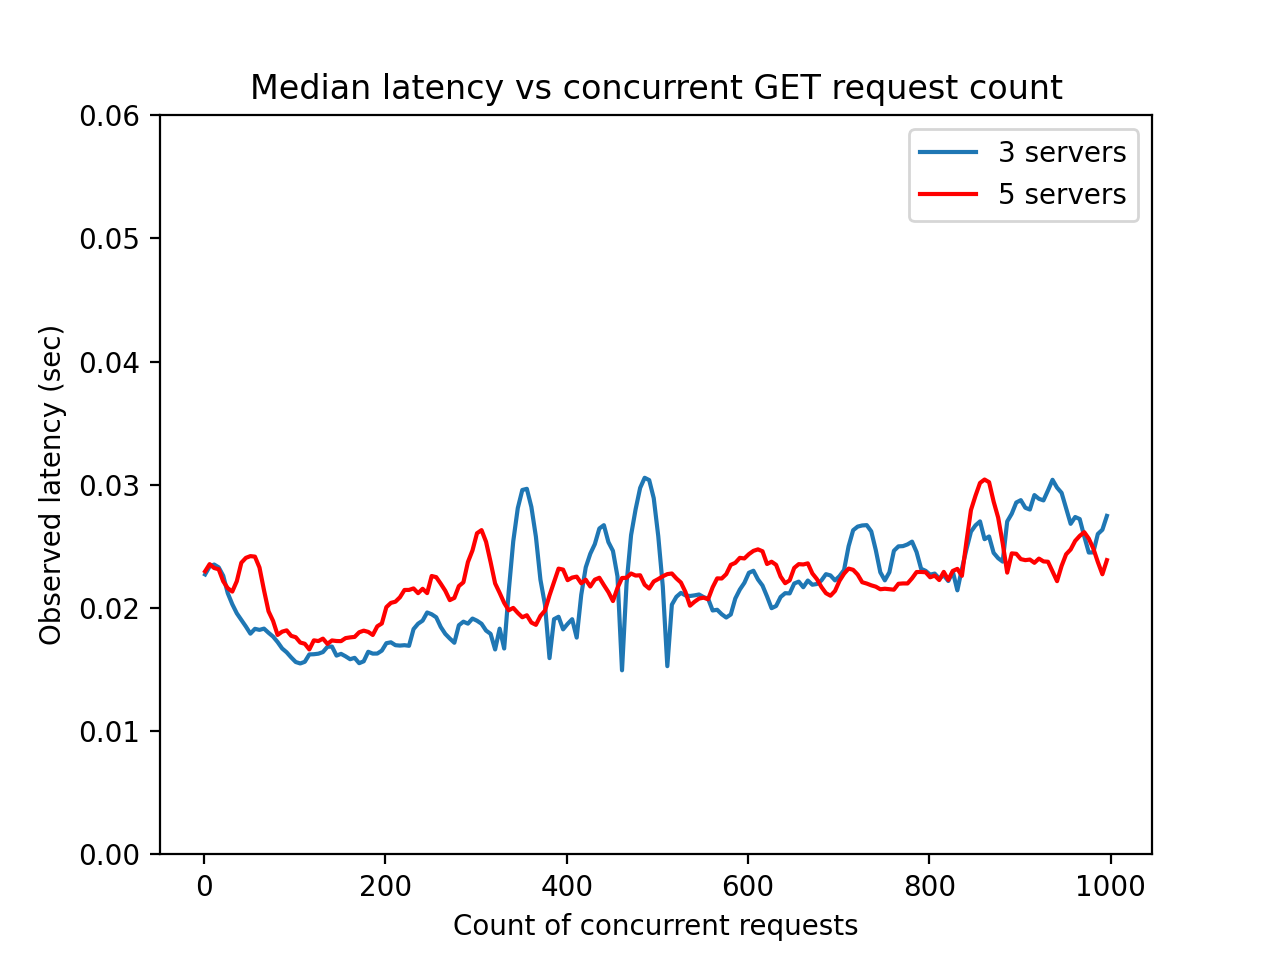 Median latency vs concurrent GET request count
3 servers
5 servers
0.06
0.05
0.04
0.03
0.02
0.01
0.00
Observed latency (sec)
0 200 400 600 800 1000
Count of concurrent requests